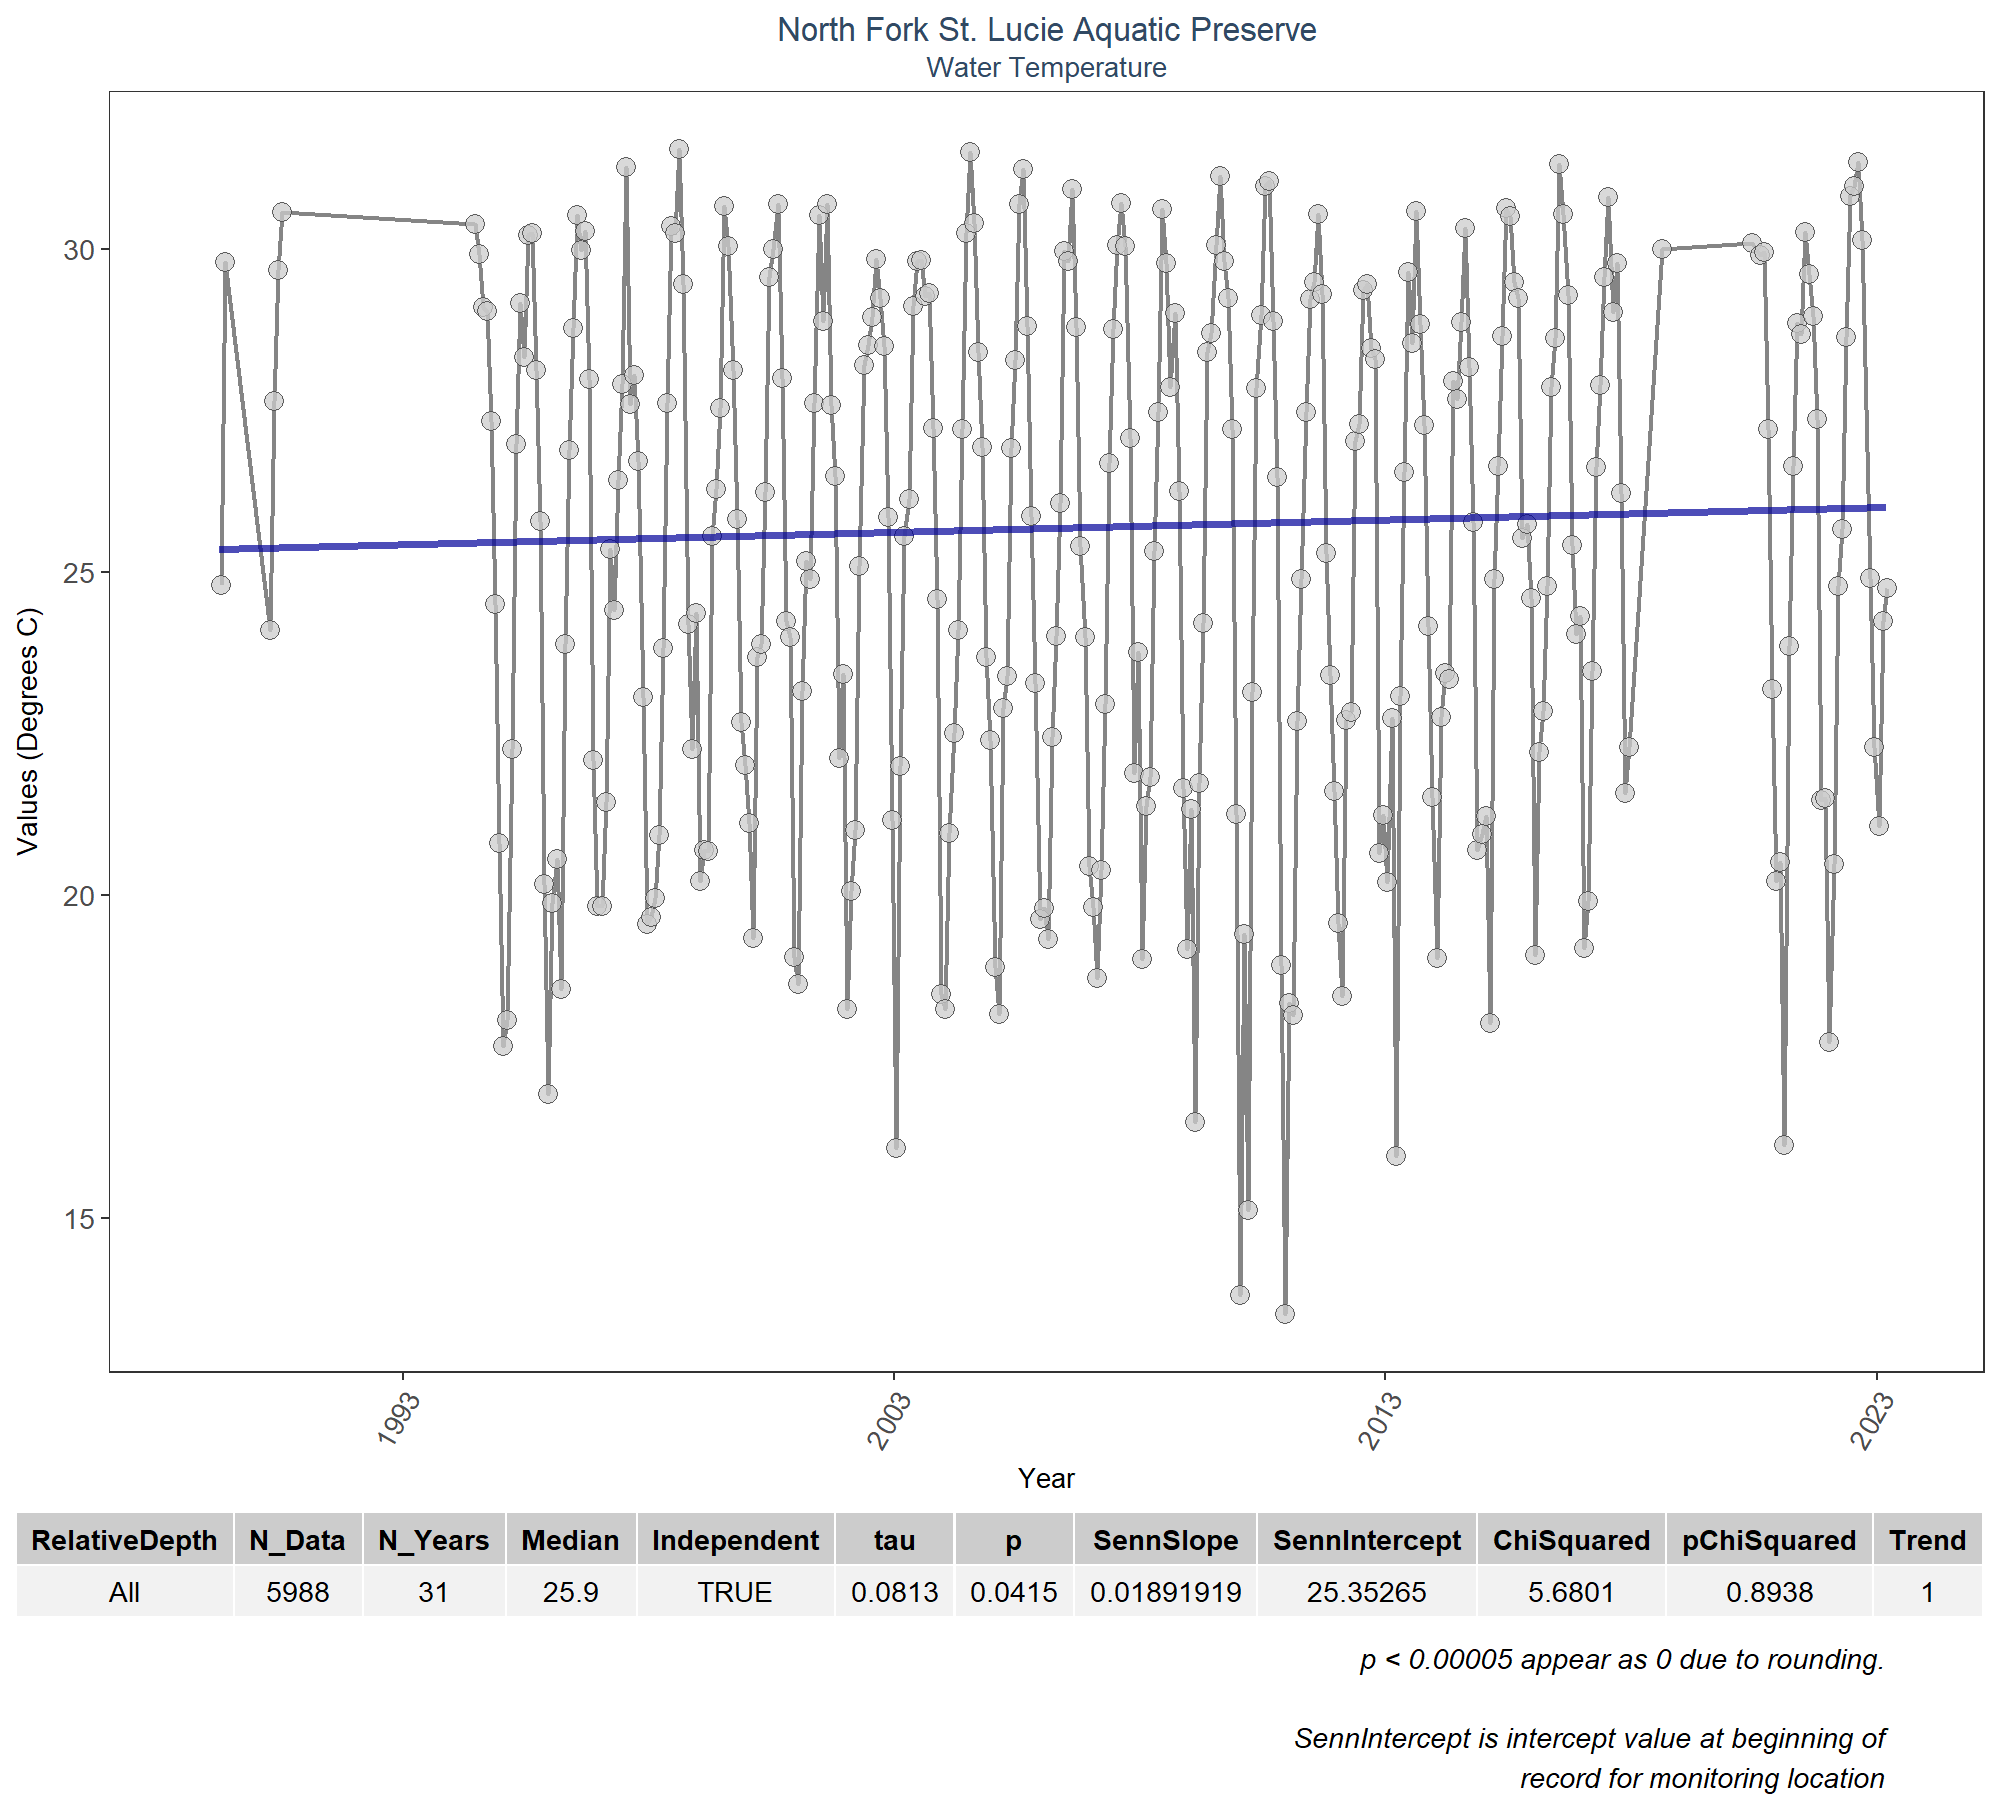 North Fork St. Lucie Aquatic Preserve
Water Temperature
Values (Degrees C)
30
25
20
15
1993
2003
2013
2023
Year
RelativeDepth N_Data N_Years Median Independent tau p SennSlope SennIntercept ChiSquared pChiSquared Trend
All 5988 31 25.9 TRUE 0.0813 0.0415 0.01891919 25.35265 5.6801 0.8938 1
p < 0.00005 appear as 0 due to rounding.
SennIntercept is intercept value at beginning of
record for monitoring location